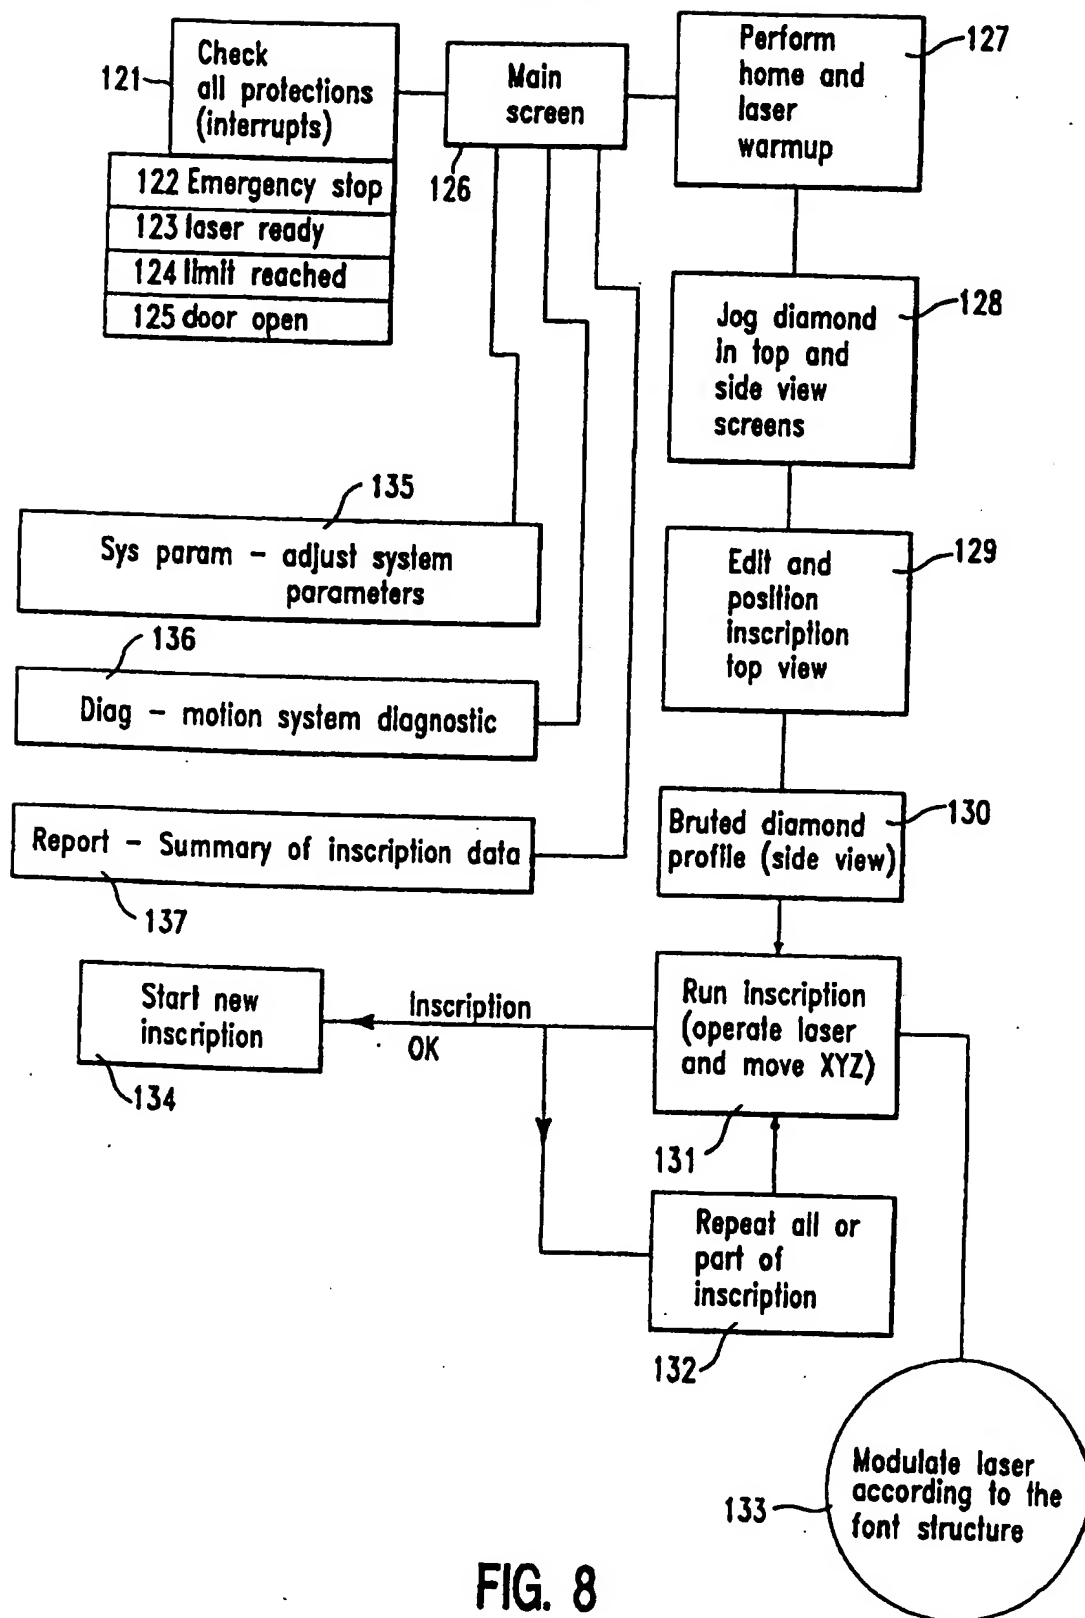 121
Check
all protections
(interrupts)
122 Emergency stop
123 laser ready
124 limit reached
125 door open
Main
screen
126
Perform
home and
laser
warmup
127
Jog diamond
in top and
side view
screens
128
Edit and
position
inscription
top view
129
Bruted diamond
profile (side view)
130
135
Sys param – adjust system
parameters
136
Diag – motion system diagnostic
Report – Summary of inscription data
137
Start new
inscription
134
Inscription
OK
Run inscription
(operate laser
and move XYZ)
131
Repeat all or
part of
inscription
132
Modulate laser
according to the
font structure
133
FIG. 8